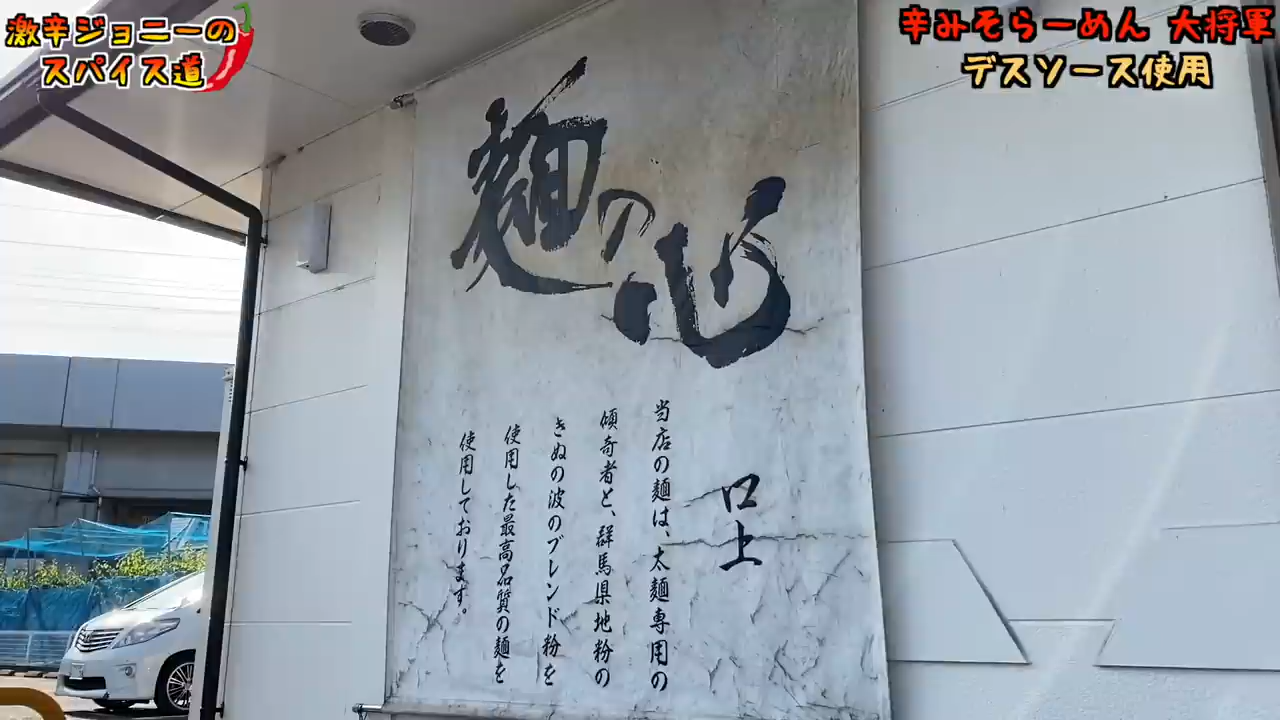 激辛ジョニーの
スパイス道
辛みそらーめん 大将軍
デスソース使用
麺の心
口上
当店の麺は、太麺専用の
傾奇者と、群馬県地粉の
きぬの波のブレンド粉を
使用した最高品質の麺を
使用しております。